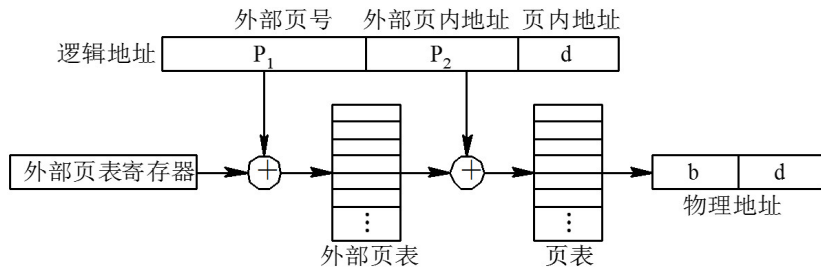 外部页号 外部页内地址 页内地址
逻辑地址 P1 P2 d
外部页表寄存器 + + b d
物理地址
⋮ ⋮
外部页表 页表